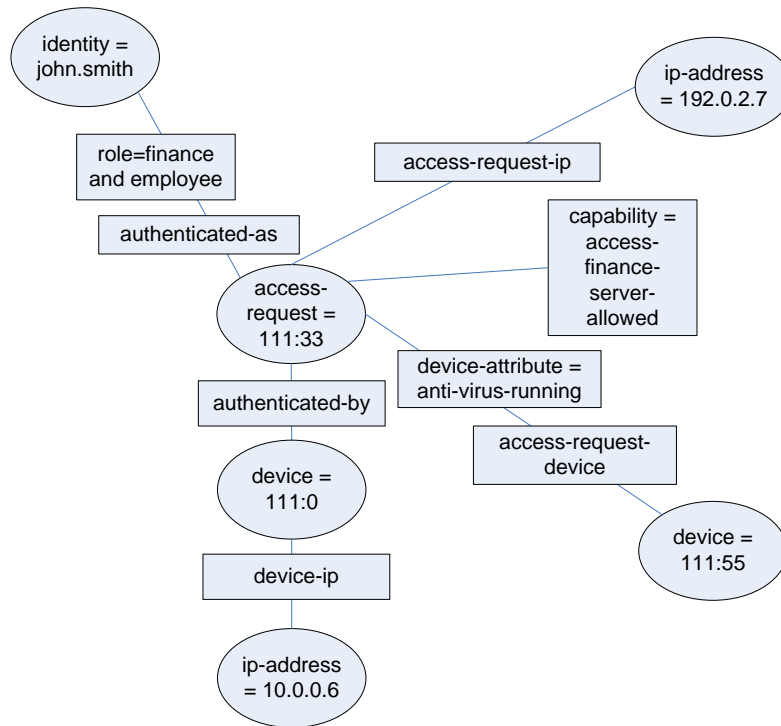 identity =
john.smith
ip-address
= 192.0.2.7
role=finance
and employee
access-request-ip
authenticated-as
capability =
access-
finance-
server-
allowed
access-
request =
111:33
device-attribute =
anti-virus-running
authenticated-by
access-request-
device
device =
111:0
device =
111:55
device-ip
ip-address
= 10.0.0.6